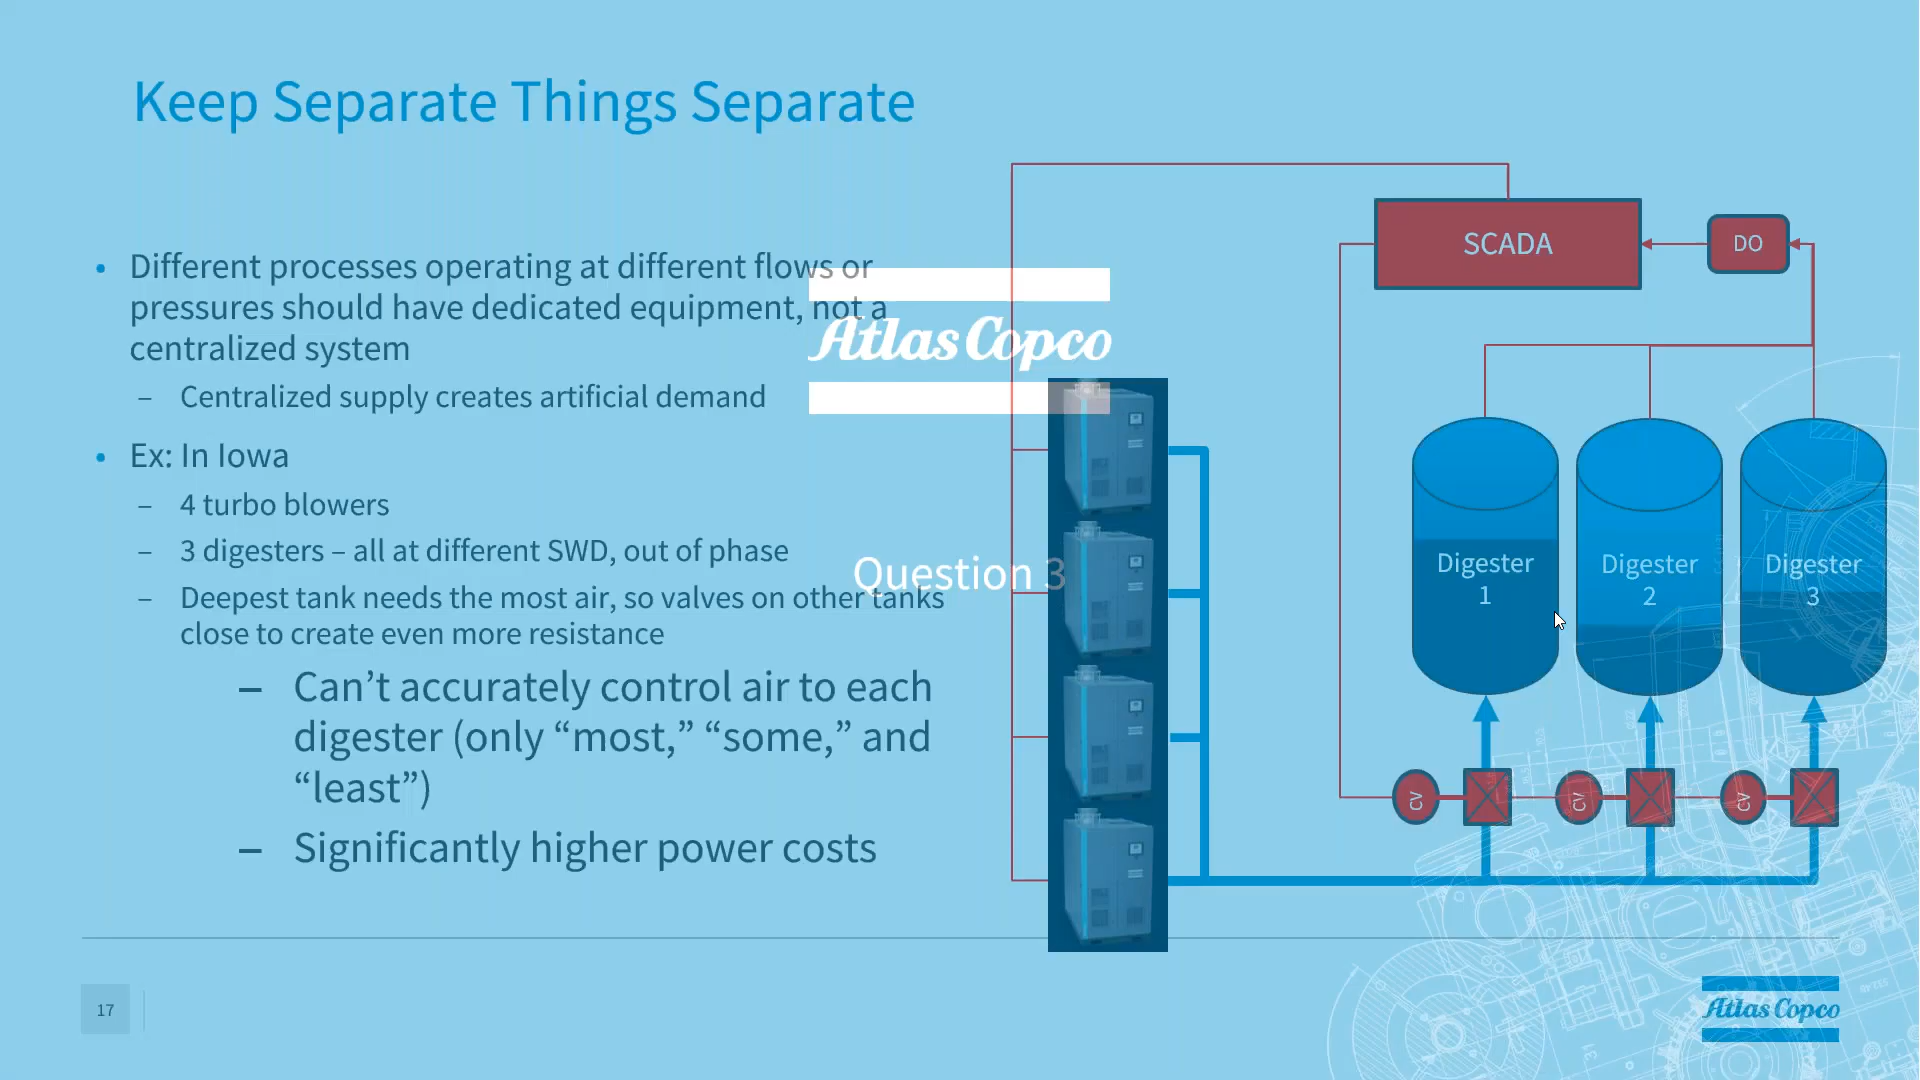 Keep Separate Things Separate
• Different processes operating at different flows or
pressures should have dedicated equipment, not a
centralized system
– Centralized supply creates artificial demand
• Ex: In Iowa
– 4 turbo blowers
– 3 digesters – all at different SWD, out of phase
– Deepest tank needs the most air, so valves on other tanks
close to create even more resistance
– Can’t accurately control air to each
digester (only “most,” “some,” and
“least”)
– Significantly higher power costs
Atlas Copco
Question 3
SCADA
DO
Digester
1
Digester
2
Digester
3
CV
CV
CV
17
Atlas Copco